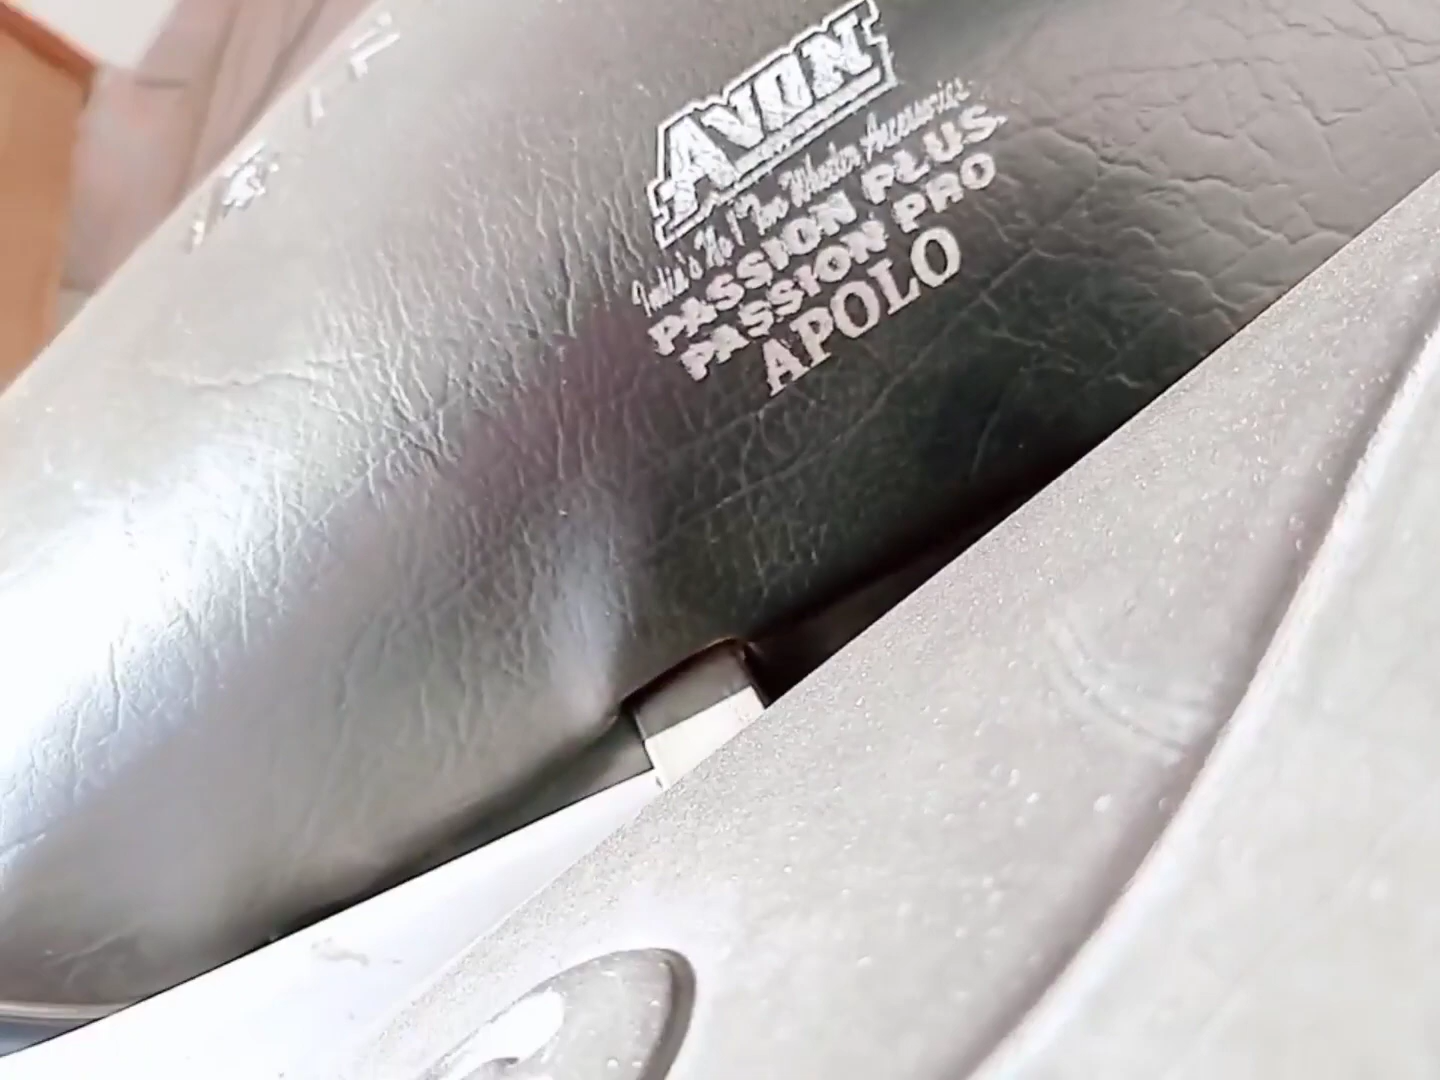 AVON
India's No 1 Two Wheeler Accessories
PASSION PLUS
PASSION PRO
APOLO